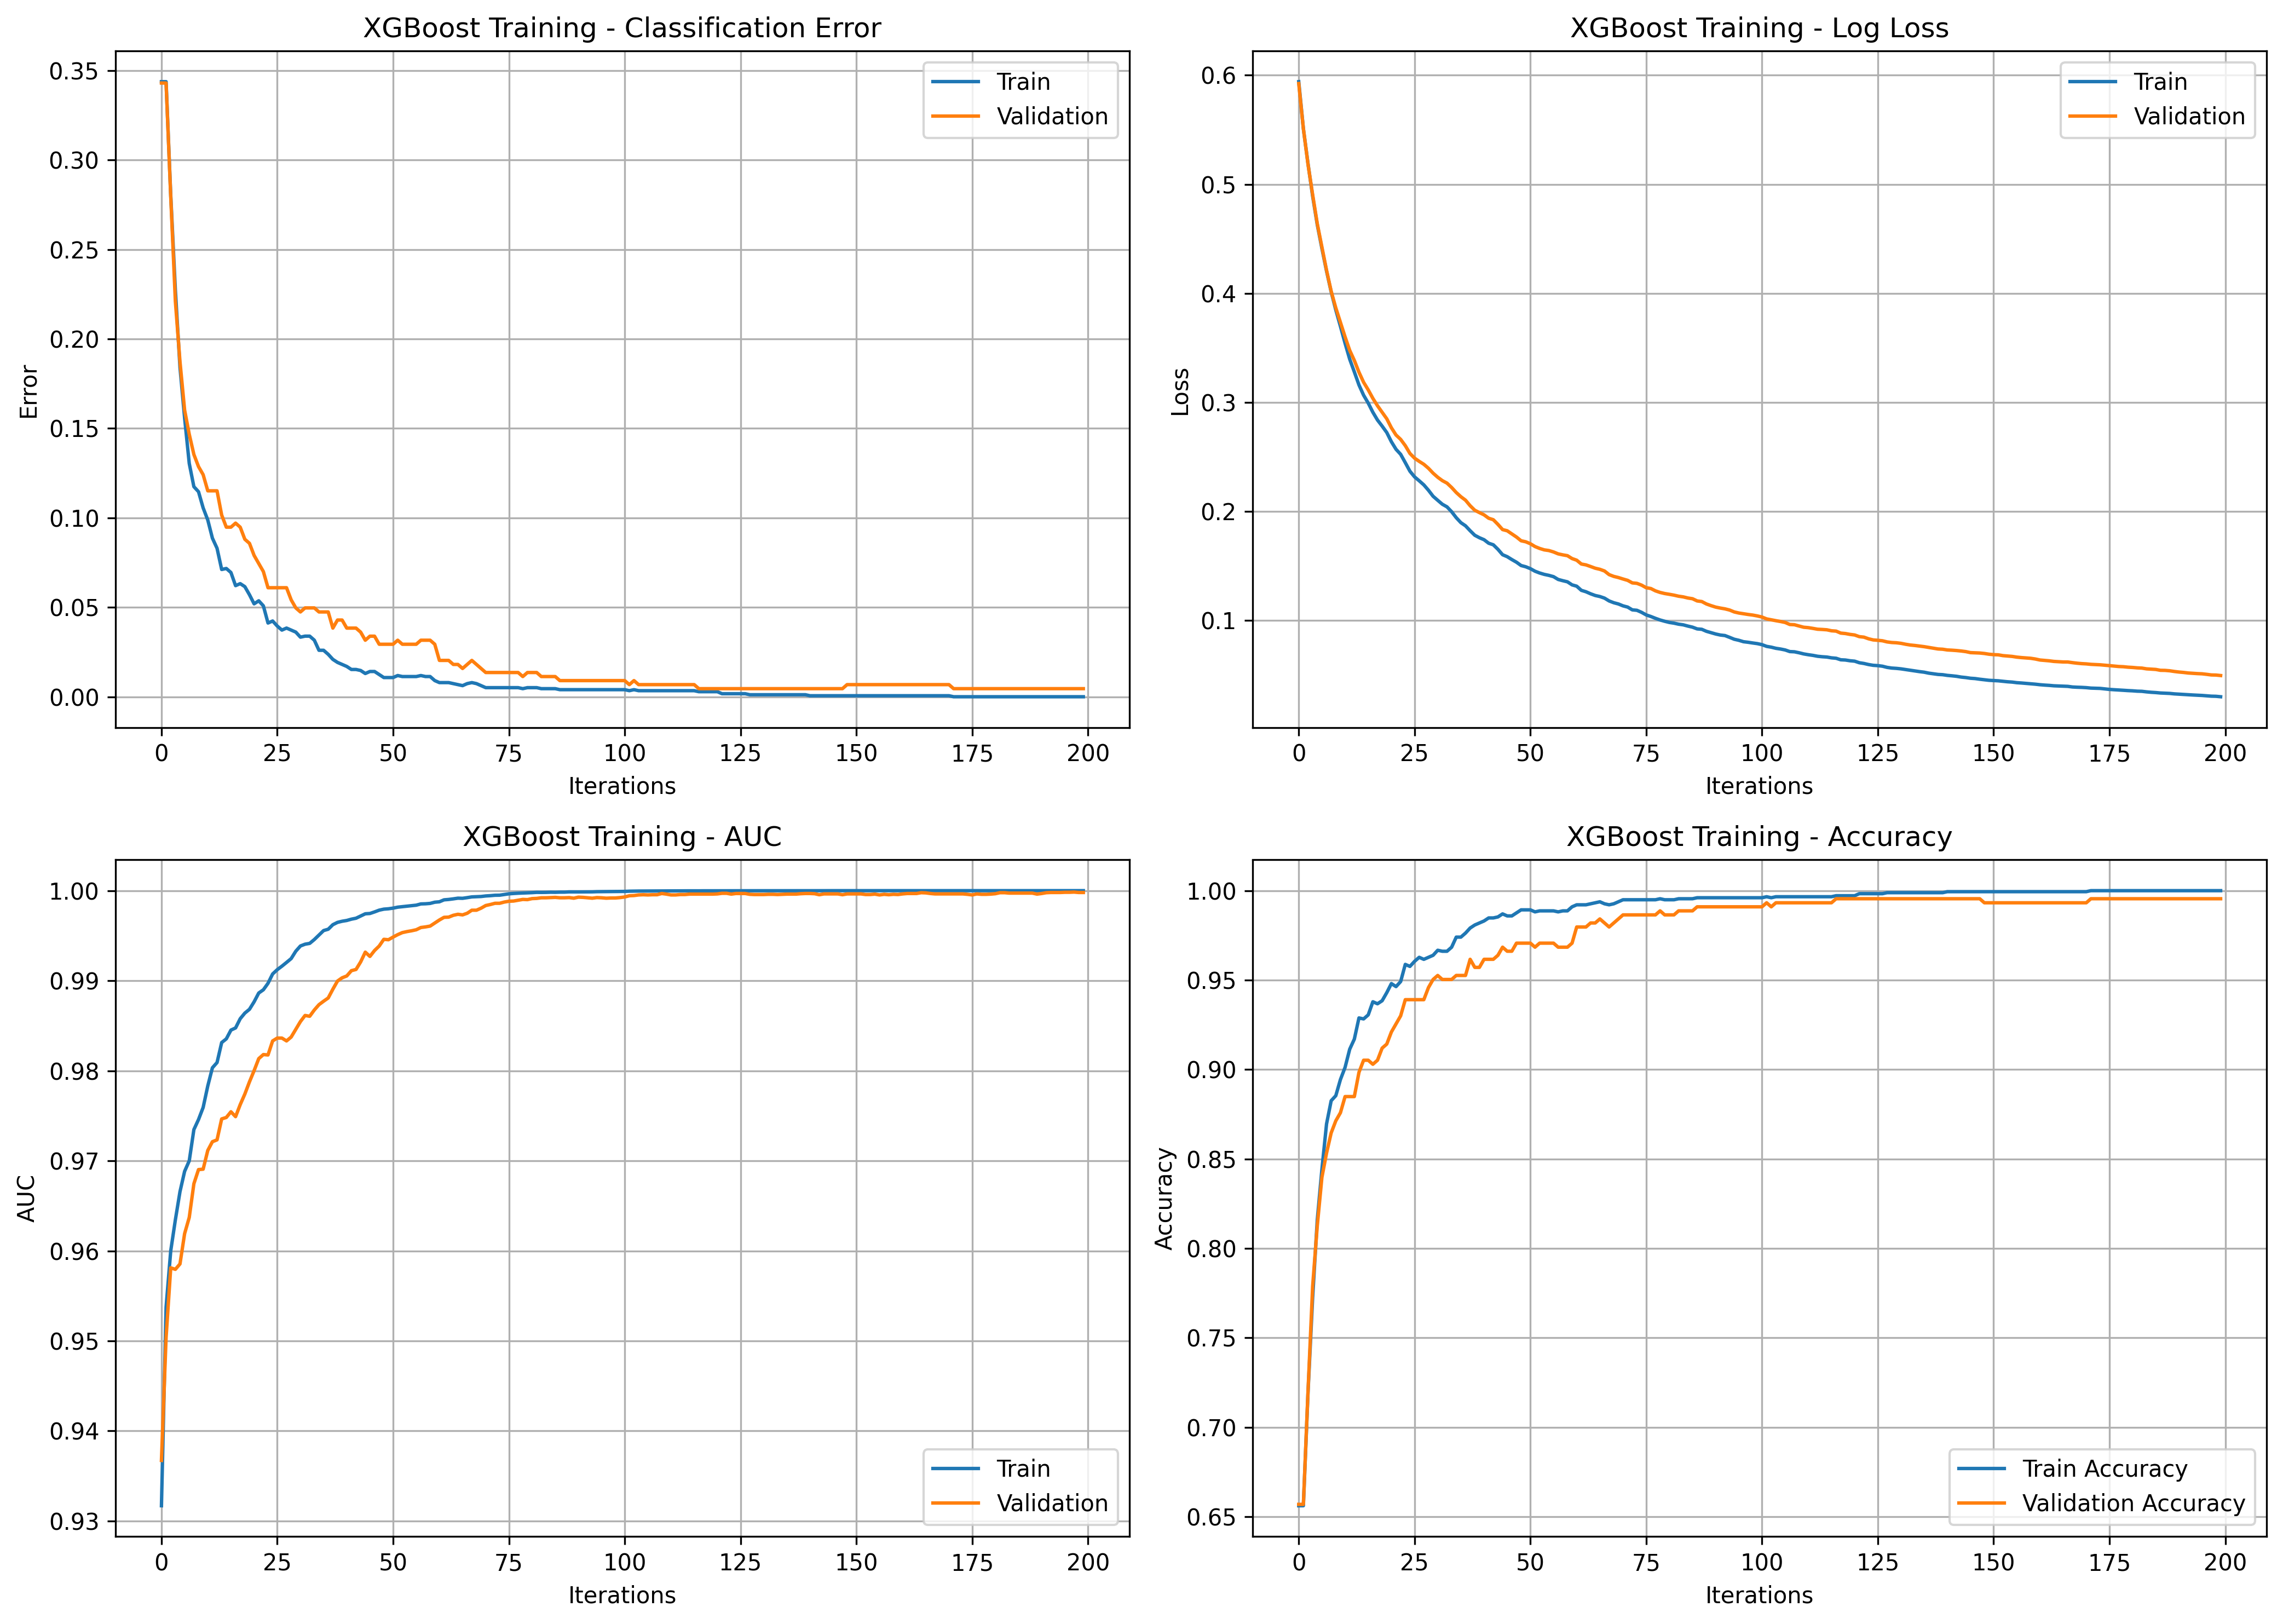 XGBoost Training - Classification Error
Error
0.35
0.30
0.25
0.20
0.15
0.10
0.05
0.00
Train
Validation
0 25 50 75 100 125 150 175 200
Iterations
XGBoost Training - Log Loss
Loss
0.6
0.5
0.4
0.3
0.2
0.1
Train
Validation
0 25 50 75 100 125 150 175 200
Iterations
XGBoost Training - AUC
AUC
1.00
0.99
0.98
0.97
0.96
0.95
0.94
0.93
Train
Validation
0 25 50 75 100 125 150 175 200
Iterations
XGBoost Training - Accuracy
Accuracy
1.00
0.95
0.90
0.85
0.80
0.75
0.70
0.65
Train Accuracy
Validation Accuracy
0 25 50 75 100 125 150 175 200
Iterations